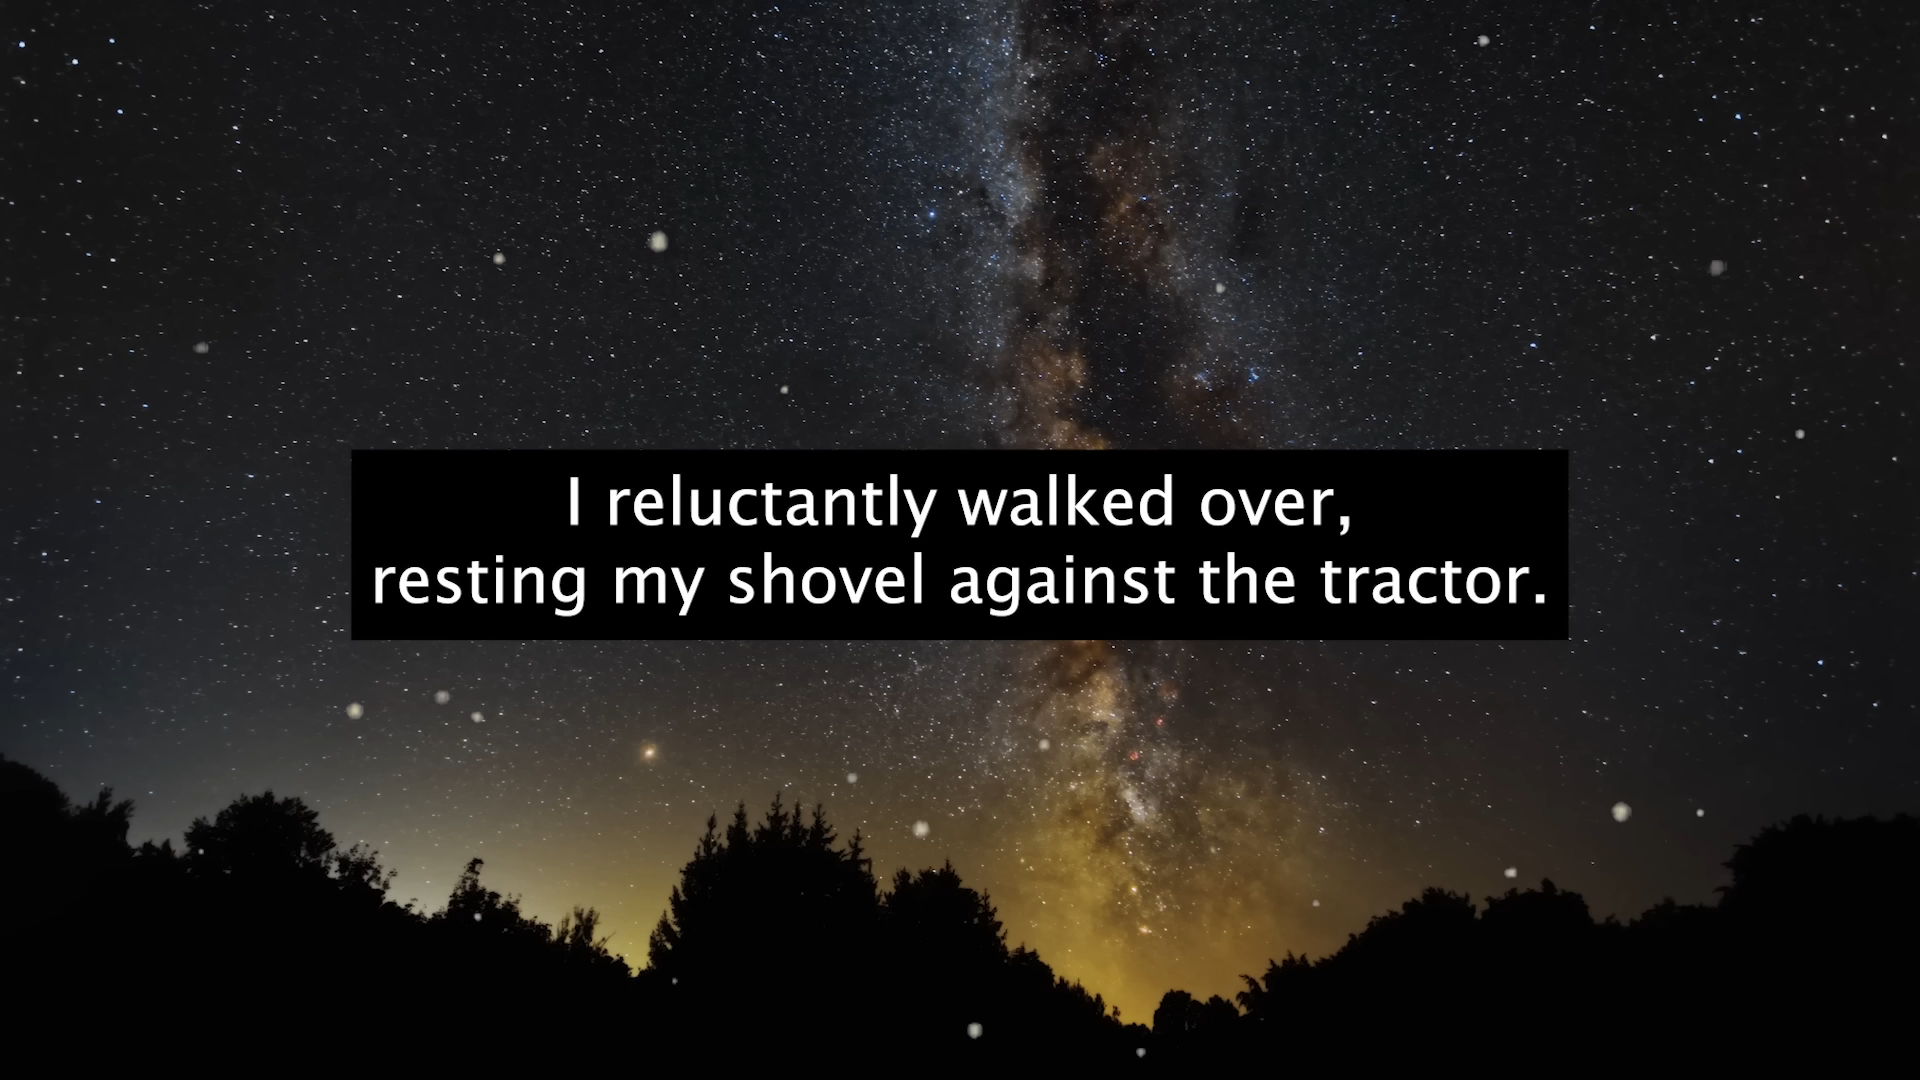 I reluctantly walked over,
resting my shovel against the tractor.